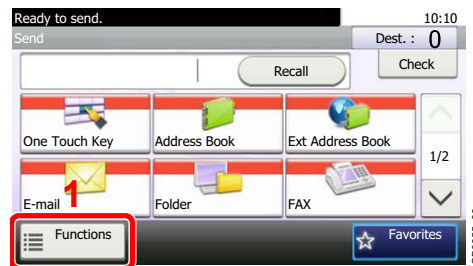 Ready to send.
10:10
Send
Dest. :
0
Recall
Check
One Touch Key
Address Book
Ext Address Book
1/2
E-mail
1
Folder
FAX
Functions
Favorites